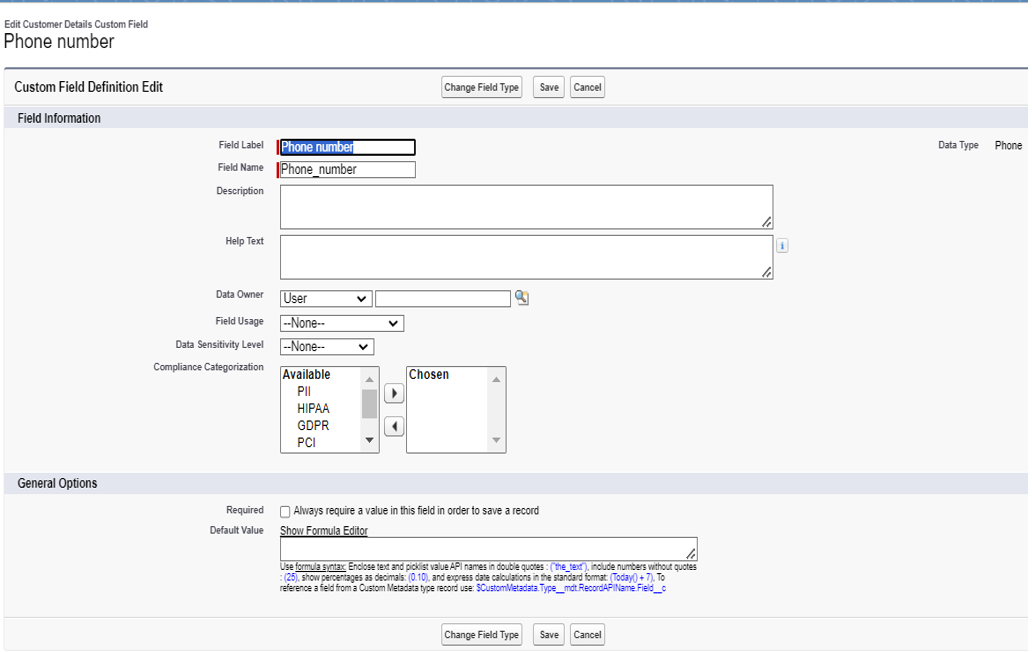 Edit Customer Details Custom Field
Phone number
Custom Field Definition Edit
Change Field Type Save Cancel
Field Information
Field Label Phone number Data Type Phone
Field Name Phone_number
Description
Help Text
Data Owner User
Field Usage --None--
Data Sensitivity Level --None--
Compliance Categorization
Available Chosen
PII
HIPAA
GDPR
PCI
General Options
Required Always require a value in this field in order to save a record
Default Value Show Formula Editor
Use formula syntax: Enclose text and picklist value API names in double quotes : ("the_text"), include numbers without quotes
: (25), show percentages as decimals: (0.10), and express date calculations in the standard format: (Today() + 7), To
reference a field from a Custom Metadata type record use: $CustomMetadata.Type__mdt.RecordAPIName.Field__c
Change Field Type Save Cancel